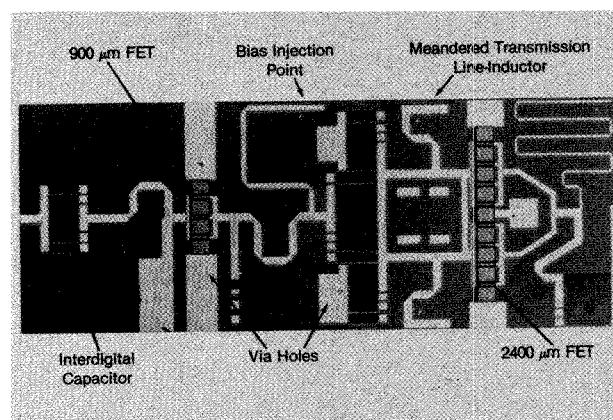 900 μm FET
Bias Injection
Point
Meandered Transmission
Line-Inductor
Interdigital
Capacitor
Via Holes
2400 μm FET